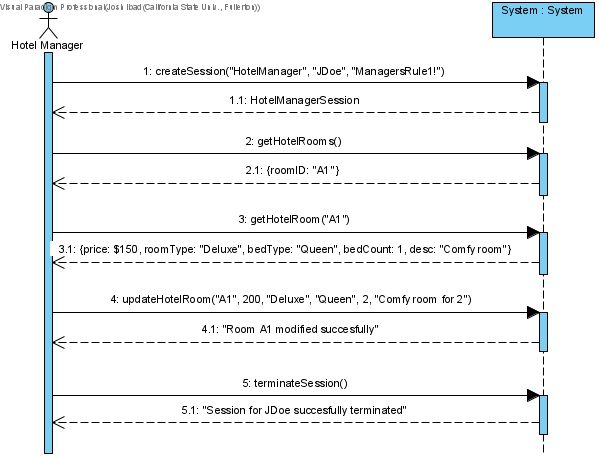 Visual Paradigm Professional(Josh Ibad(California State Univ., Fullerton))
System : System
Hotel Manager
1: createSession("HotelManager", "JDoe", "ManagersRule1!")
1.1: HotelManagerSession
2: getHotelRooms()
2.1: {roomID: "A1"}
3: getHotelRoom("A1")
3.1: {price: $150, roomType: "Deluxe", bedType: "Queen", bedCount: 1, desc: "Comfy room"}
4: updateHotelRoom("A1", 200, "Deluxe", "Queen", 2, "Comfy room for 2")
4.1: "Room A1 modified succesfully"
5: terminateSession()
5.1: "Session for JDoe succesfully terminated"